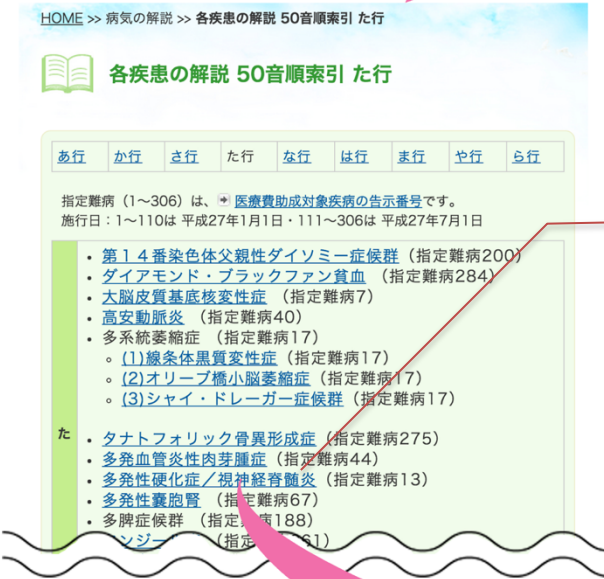 HOME >> 病気の解説 >> 各疾患の解説 50音順索引 た行
各疾患の解説 50音順索引 た行
あ行 か行 さ行 た行 な行 は行 ま行 や行 ら行
指定難病（1～306）は、医療費助成対象疾病の告示番号です。
施行日：1～110は 平成27年1月1日・111～306は 平成27年7月1日
・第１４番染色体父親性ダイソミー症候群（指定難病200）
・ダイアモンド・ブラックファン貧血（指定難病284）
・大脳皮質基底核変性症（指定難病7）
・高安動脈炎（指定難病40）
・多系統萎縮症（指定難病17）
。(1)線条体黒質変性症（指定難病17）
。(2)オリーブ橋小脳萎縮症（指定難病17）
。(3)シャイ・ドレーガー症候群（指定難病17）
た
・タナトフォリック骨異形成症（指定難病275）
・多発血管炎性肉芽腫症（指定難病44）
・多発性硬化症／視神経脊髄炎（指定難病13）
・多発性嚢胞腎（指定難病67）
・多脾症候群（指定難病188）